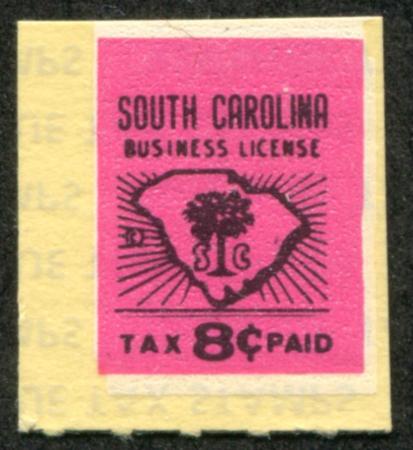 SOUTH CAROLINA
BUSINESS LICENSE
S C
TAX 8¢ PAID